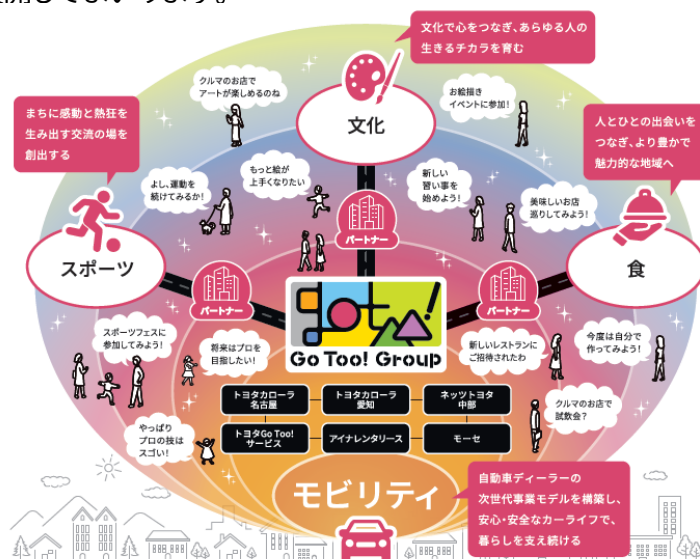 文化で心をつなぎ、あらゆる人の
生きるチカラを育む
クルマのお店で
アートが楽しめるのね
お絵描き
イベントに参加!
文化
まちに感動と熱狂を
生み出す交流の場を
創出する
人とひとの出会いを
つなぎ、より豊かで
魅力的な地域へ
よし、運動を
続けてみるか!
もっと絵が
上手くなりたい
新しい
習い事を
始めよう!
美味しいお店
巡りしてみよう!
パートナー
スポーツ
食
パートナー
パートナー
Go Too! Group
スポーツフェスに
参加してみよう!
将来はプロを
目指したい!
新しいレストランに
ご招待されたわ
今度は自分で
作ってみよう!
トヨタカローラ
名古屋
トヨタカローラ
愛知
ネッツトヨタ
中部
トヨタGo Too!
サービス
アイナレンタリース
モーセ
やっぱり
プロの技は
スゴい!
クルマのお店で
試飲会?
モビリティ
自動車ディーラーの
次世代事業モデルを構築し、
安心・安全なカーライフで、
暮らしを支え続ける